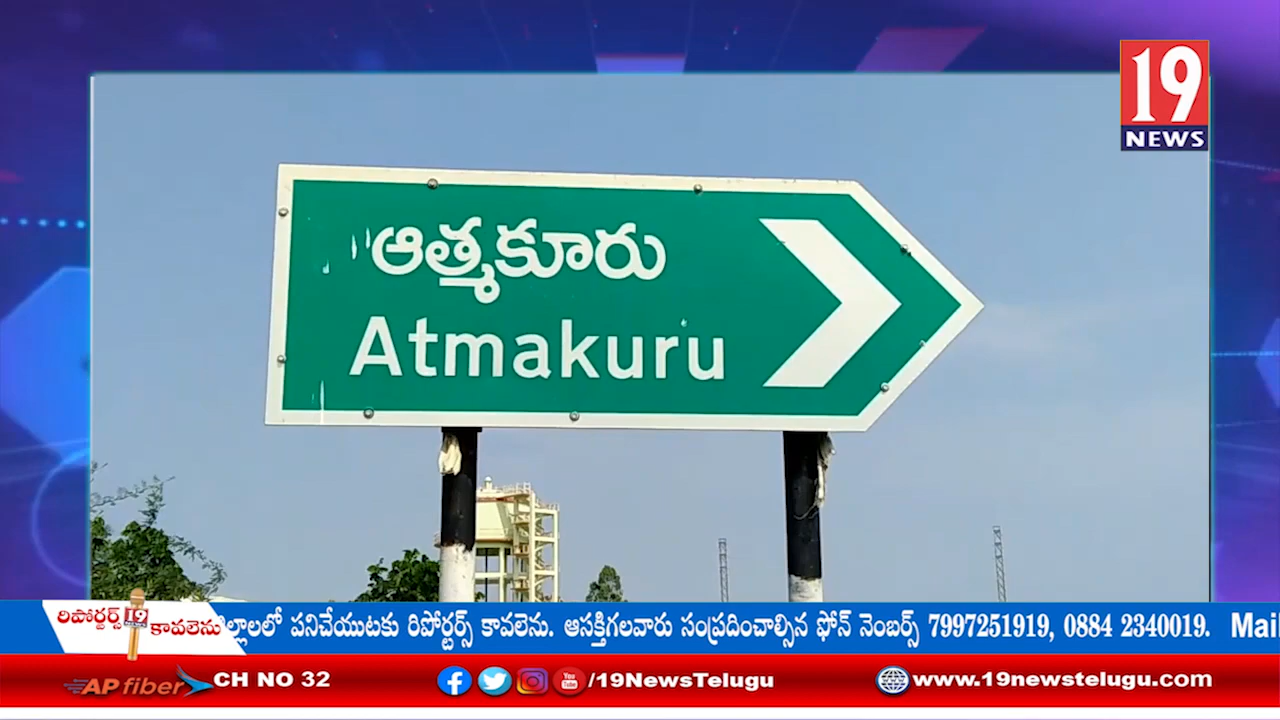 19
NEWS
ఆత్మకూరు
Atmakuru
రిపోర్టర్స్ 19 కావలెను
పనిచేయుటకు రిపోర్టర్స్ కావలెను. ఆసక్తిగలవారు సంప్రదించాల్సిన ఫోన్ నెంబర్స్ 7997251919, 0884 2340019. Mail
AP fiber CH NO 32 /19NewsTelugu www.19newstelugu.com